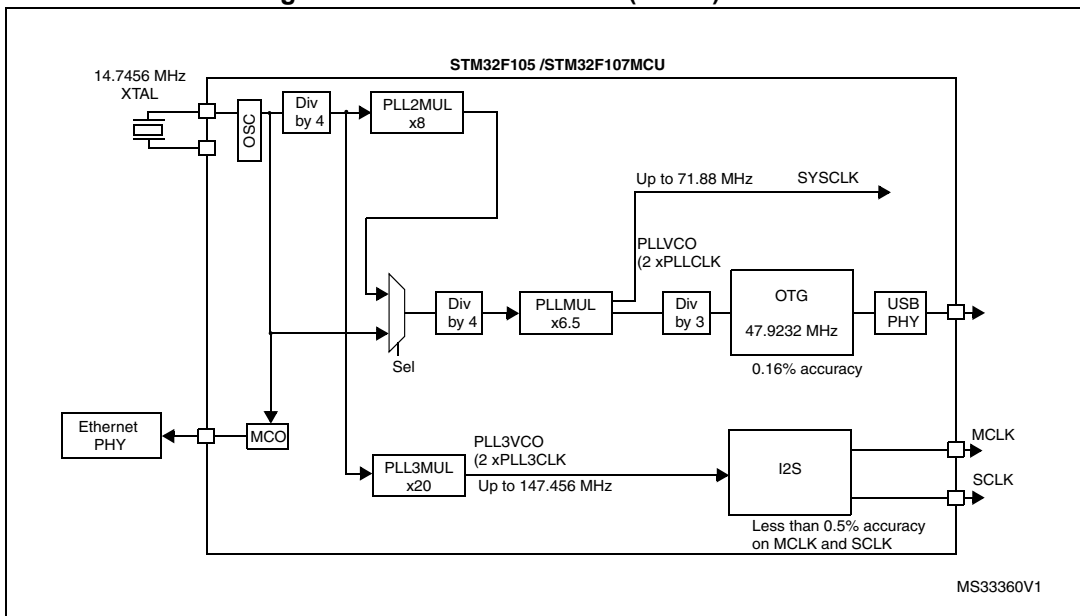 STM32F105 /STM32F107MCU
14.7456 MHz
XTAL
OSC
Div
by 4
PLL2MUL
x8
Up to 71.88 MHz
SYSCLK
PLLVCO
(2 xPLLCLK
Sel
Div
by 4
PLLMUL
x6.5
Div
by 3
OTG
47.9232 MHz
0.16% accuracy
USB
PHY
Ethernet
PHY
MCO
PLL3MUL
x20
PLL3VCO
(2 xPLL3CLK
Up to 147.456 MHz
I2S
MCLK
SCLK
Less than 0.5% accuracy
on MCLK and SCLK
MS33360V1